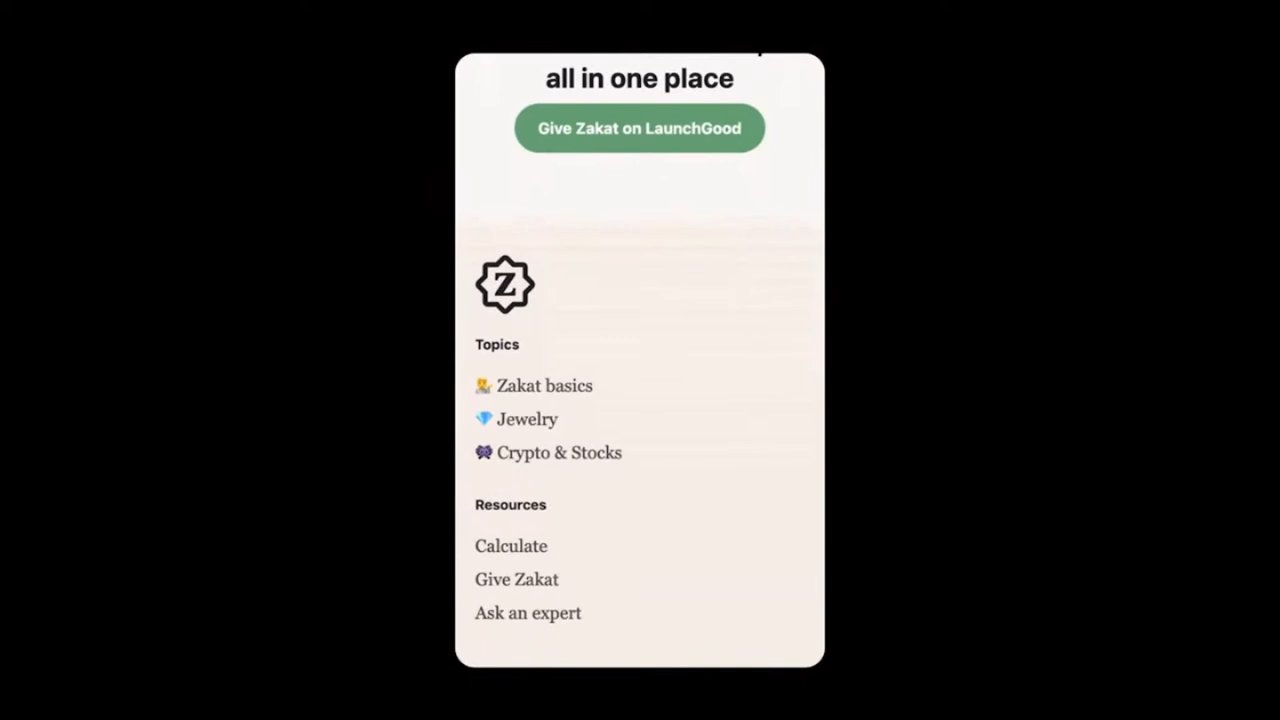 all in one place
Give Zakat on LaunchGood
Z
Topics
Zakat basics
Jewelry
Crypto & Stocks
Resources
Calculate
Give Zakat
Ask an expert